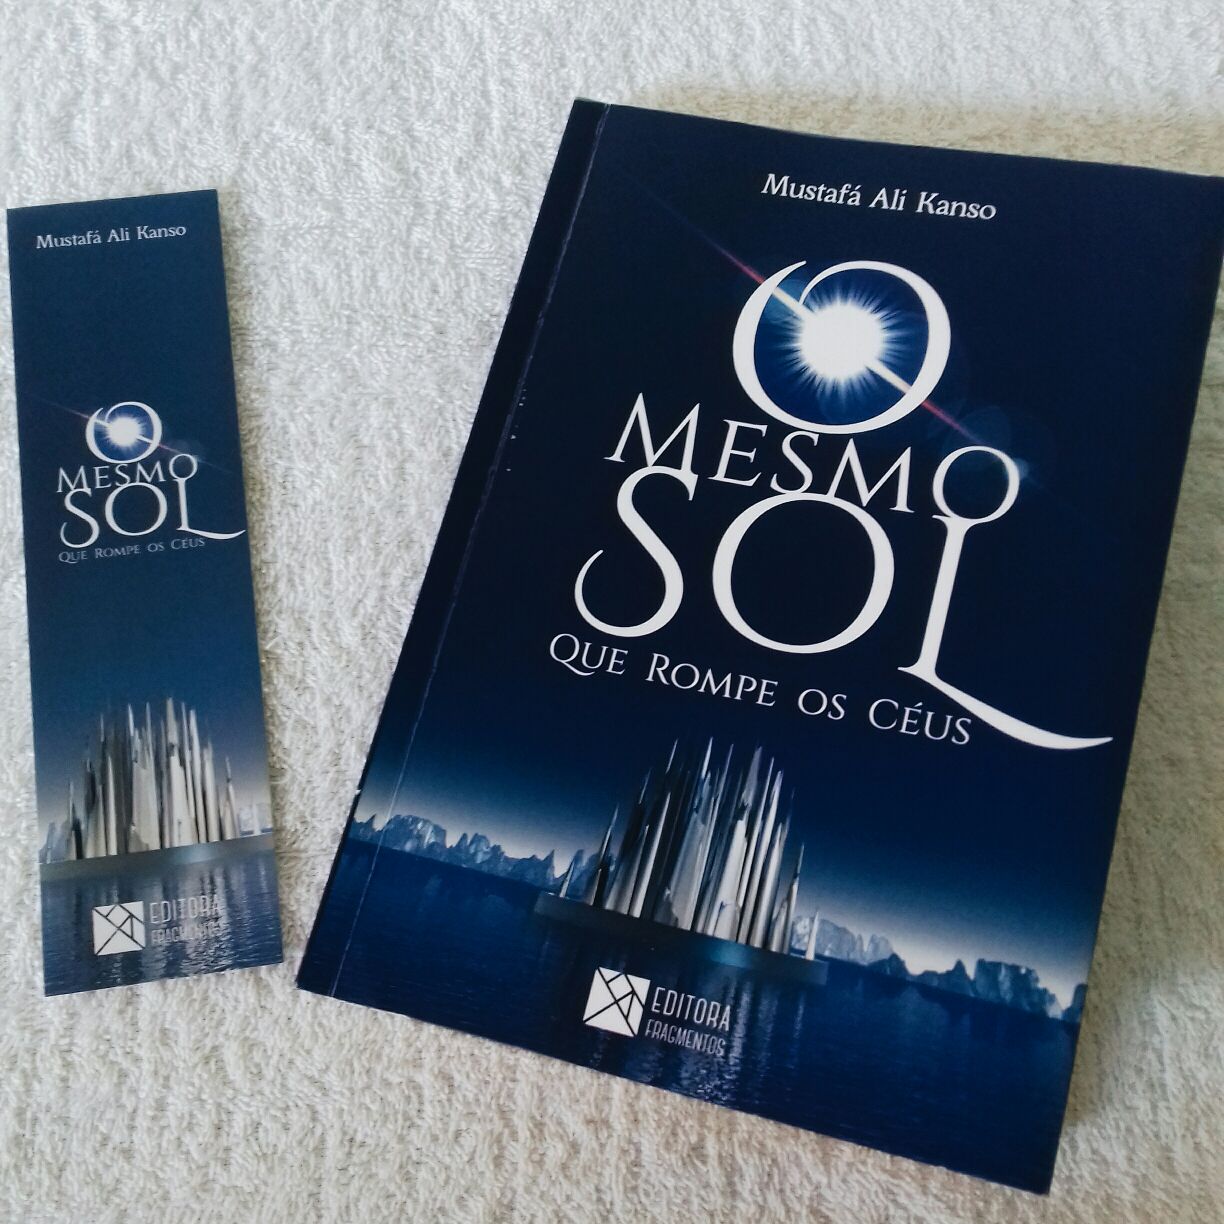 Mustafá Ali Kanso
O
MESMO
SOL
QUE ROMPE OS CÉUS
EDITORA
FRAGMENTOS
Mustafá Ali Kanso
O
MESMO
SOL
QUE ROMPE OS CÉUS
EDITORA
FRAGMENTOS